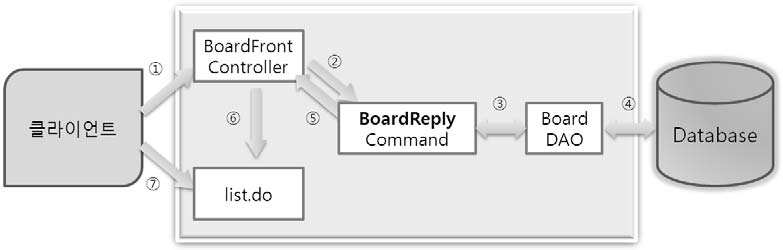 BoardFront
Controller
①
②
클라이언트
⑥
⑤
BoardReply
Command
③
Board
DAO
④
Database
⑦
list.do